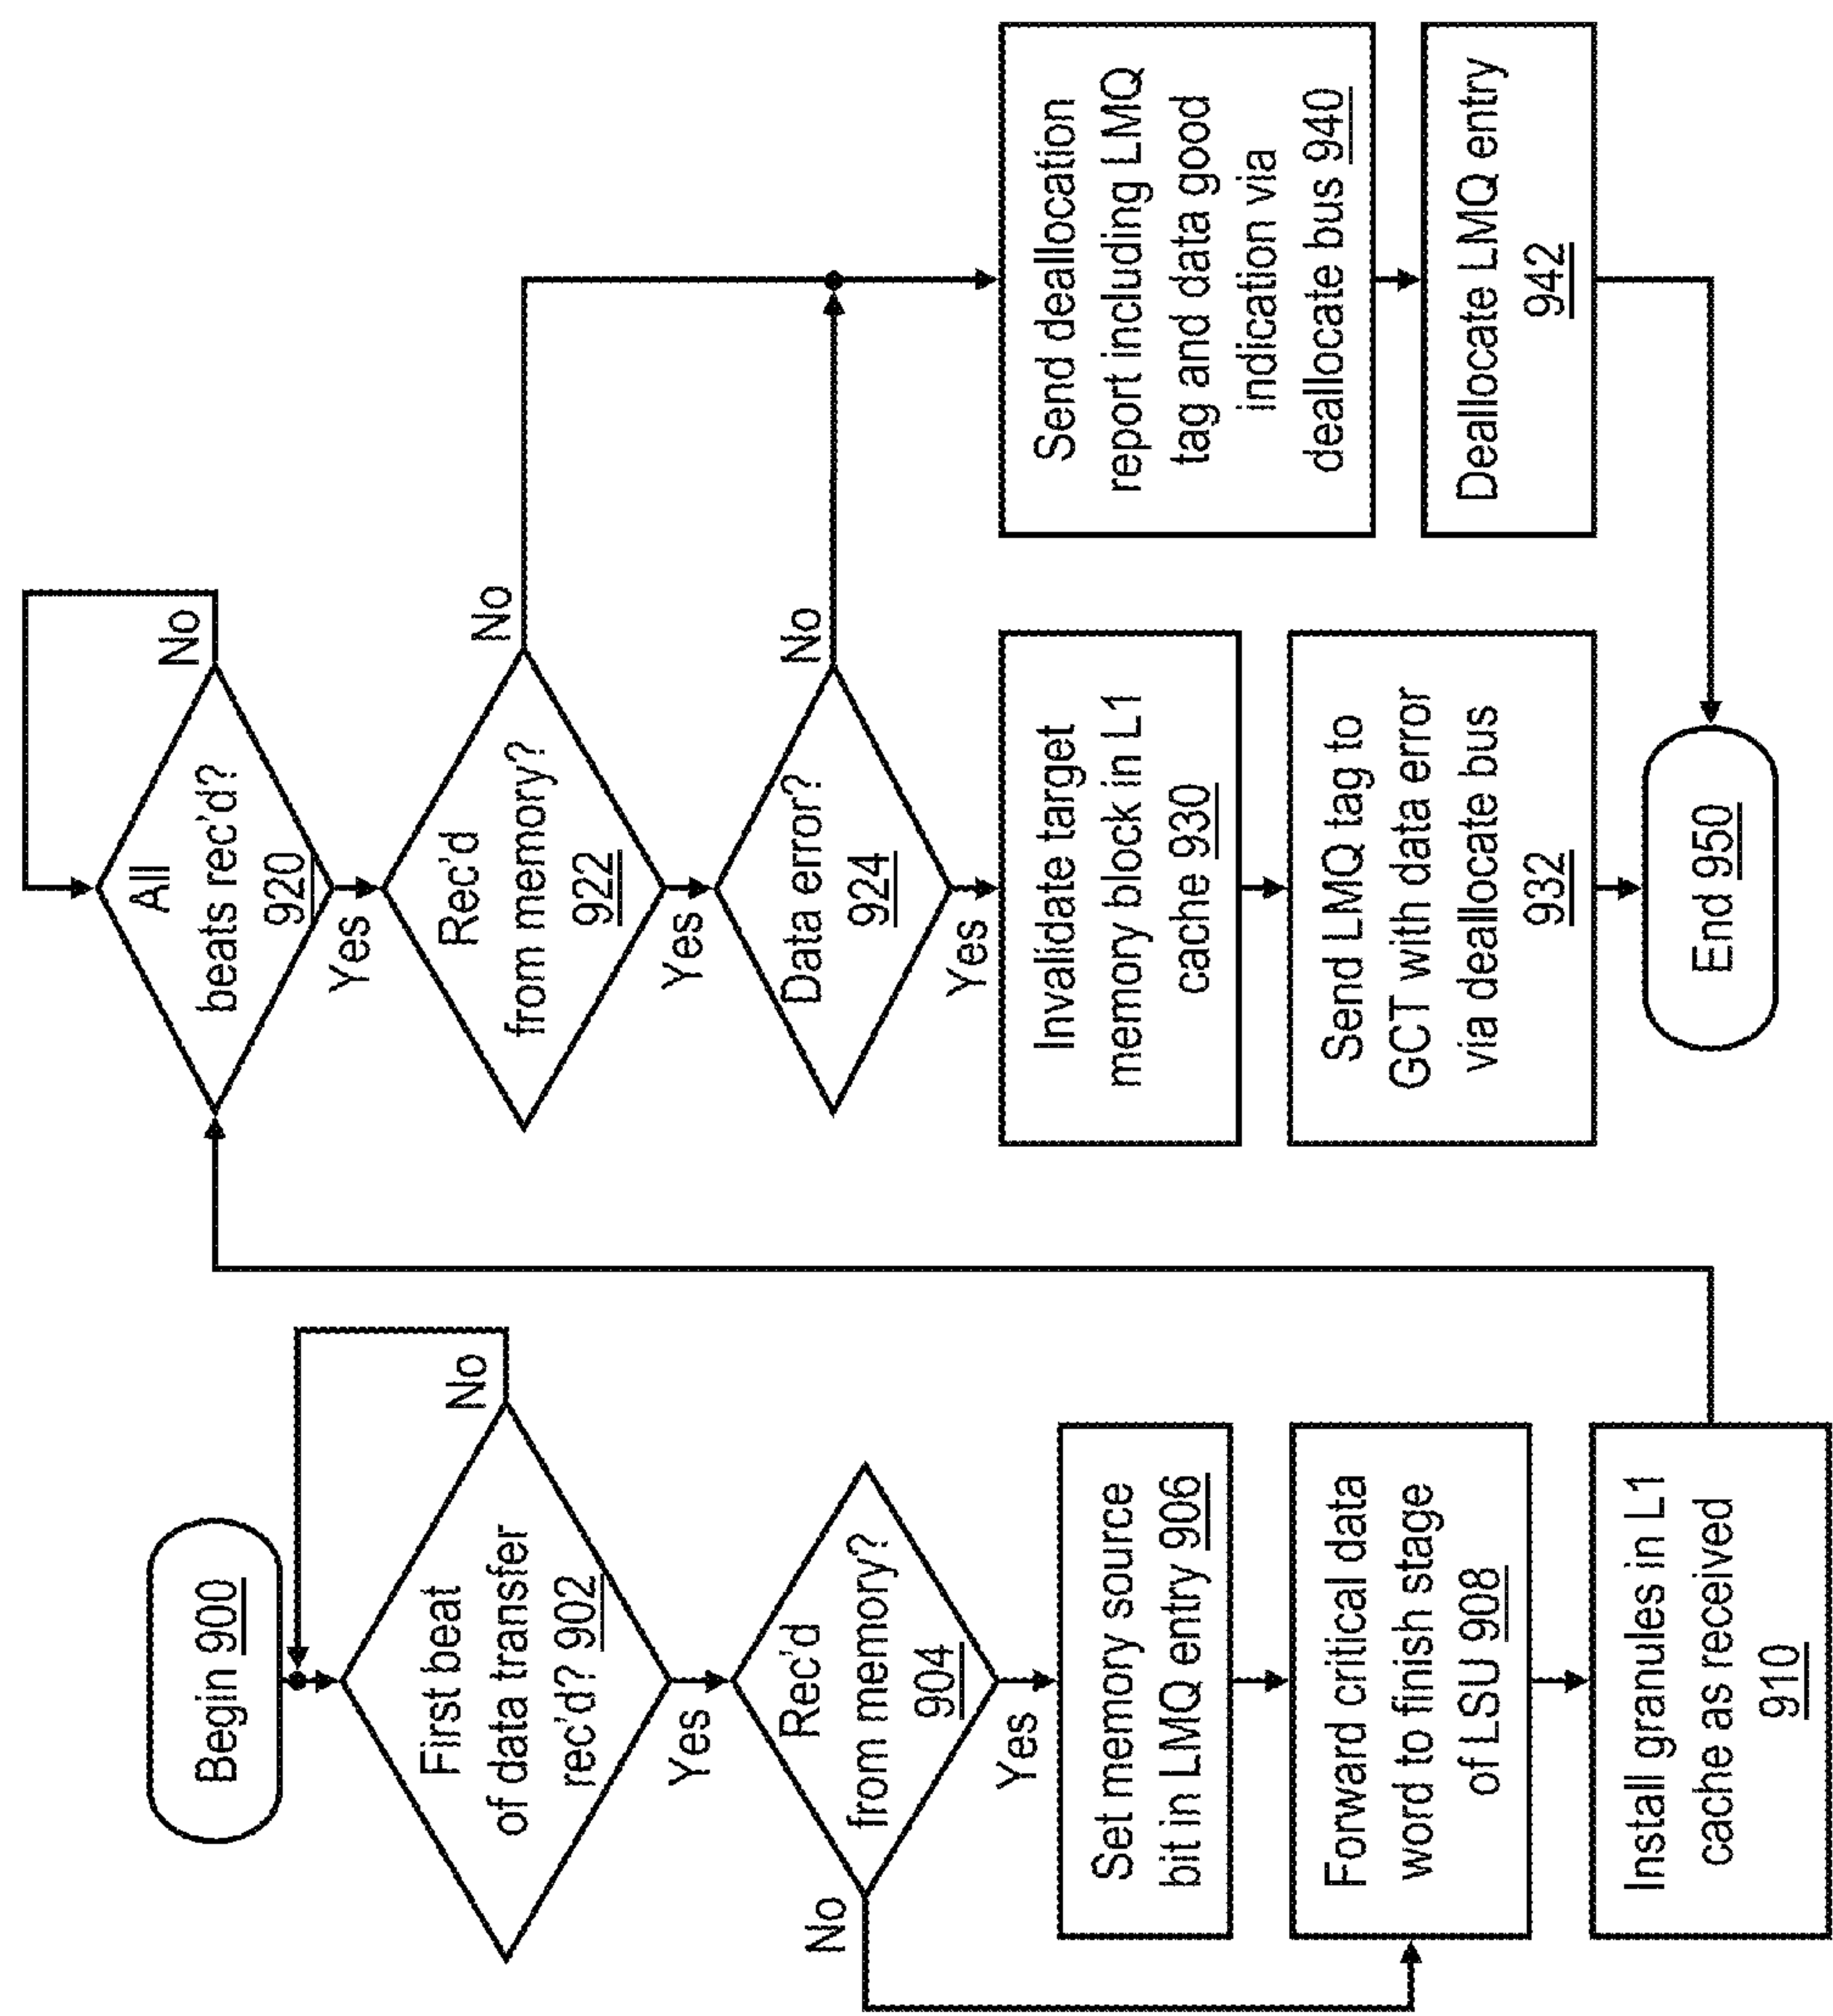 Begin 900
First beat
of data transfer
rec'd? 902
No
Yes
Rec'd
from memory?
904
No
Yes
Set memory source
bit in LMQ entry 906
Forward critical data
word to finish stage
of LSU 908
Install granules in L1
cache as received
910
All
beats rec'd?
920
No
Yes
Rec'd
from memory?
922
No
Yes
Data error?
924
No
Yes
Invalidate target
memory block in L1
cache 930
Send LMQ tag to
GCT with data error
via deallocate bus
932
Send deallocation
report including LMQ
tag and data good
indication via
deallocate bus 940
Deallocate LMQ entry
942
End 950